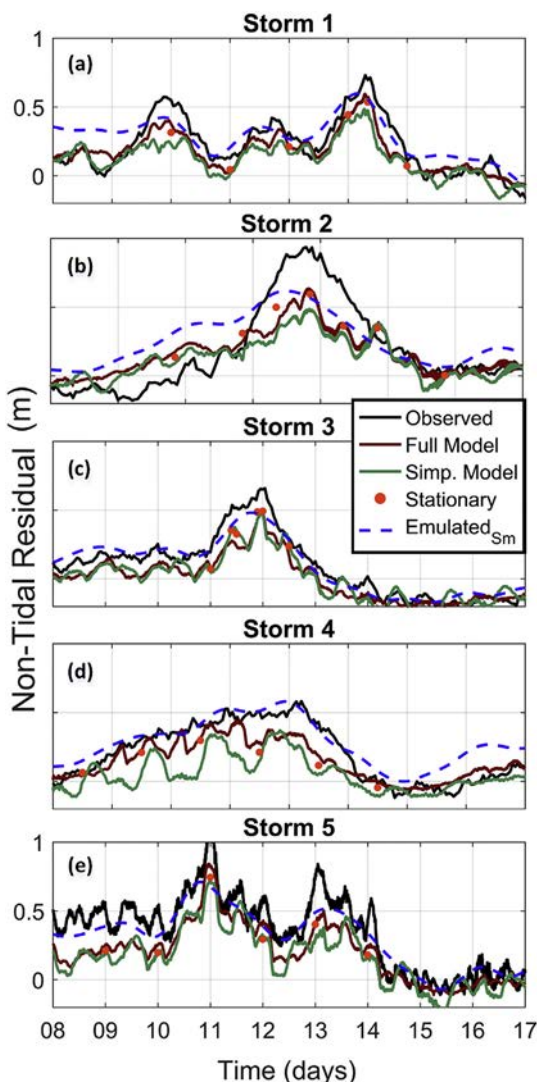 Storm 1
1
(a)
0.5
0
Storm 2
(b)
Observed
Full Model
Simp. Model
Stationary
Emulated_Sm
Storm 3
(c)
Non-Tidal Residual (m)
Storm 4
(d)
Storm 5
1
(e)
0.5
0
08 09 10 11 12 13 14 15 16 17
Time (days)